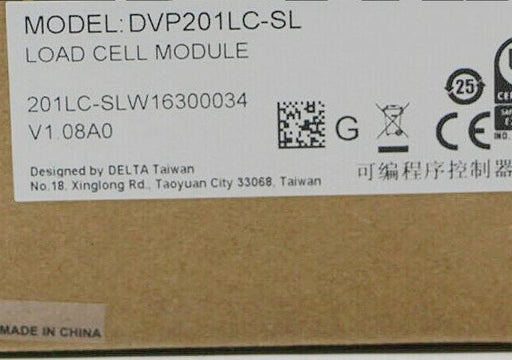 MODEL: DVP201LC-SL
LOAD CELL MODULE
201LC-SLW16300034
V1.08A0
G
25
CE
Designed by DELTA Taiwan
No.18, Xinglong Rd., Taoyuan City 33068, Taiwan
可编程序控制器
MADE IN CHINA